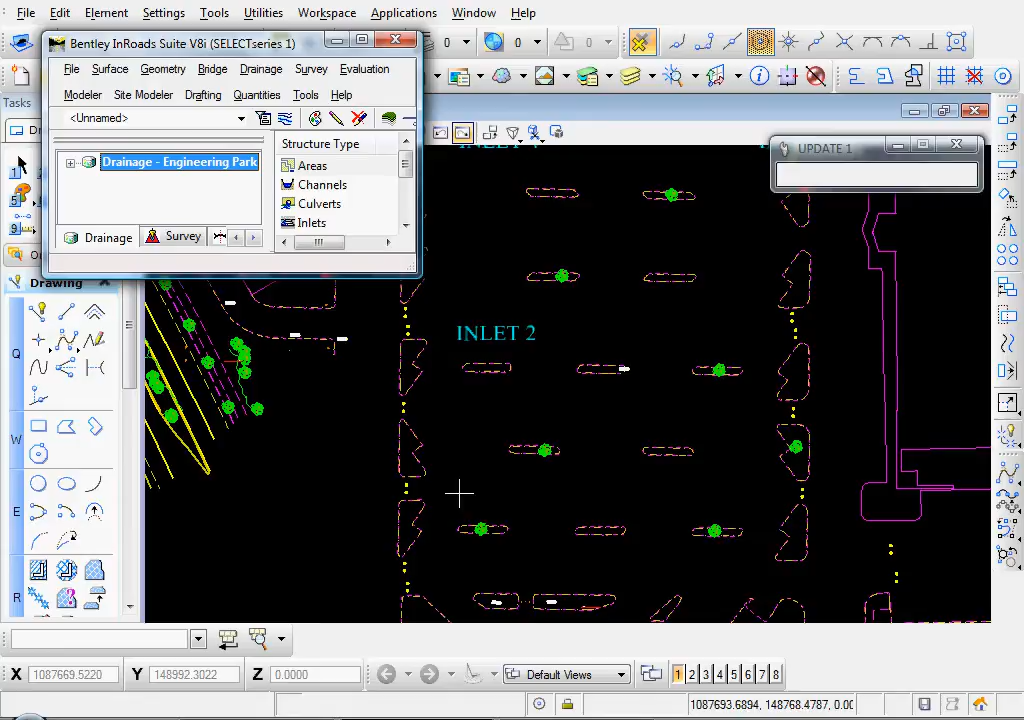 File Element Settings Tools Utilities Workspace Applications Window Help
Bentley InRoads Suite V8i (SELECTseries 1)
0 0 0
File Surface Geometry Bridge Drainage Survey Evaluation
Modeler Site Modeler Drafting Quantities Tools Help
Tasks
<Unnamed>
Structure Type
UPDATE 1
Drainage - Engineering Park
Areas
Channels
Culverts
Inlets
Drainage Survey
Drawing
INLET 2
Q
W
E
R
X 1087669.5220 Y 148992.3022 Z 0.0000 Default Views 1 2 3 4 5 6 7 8
1087693.6894, 148768.4787, 0.00